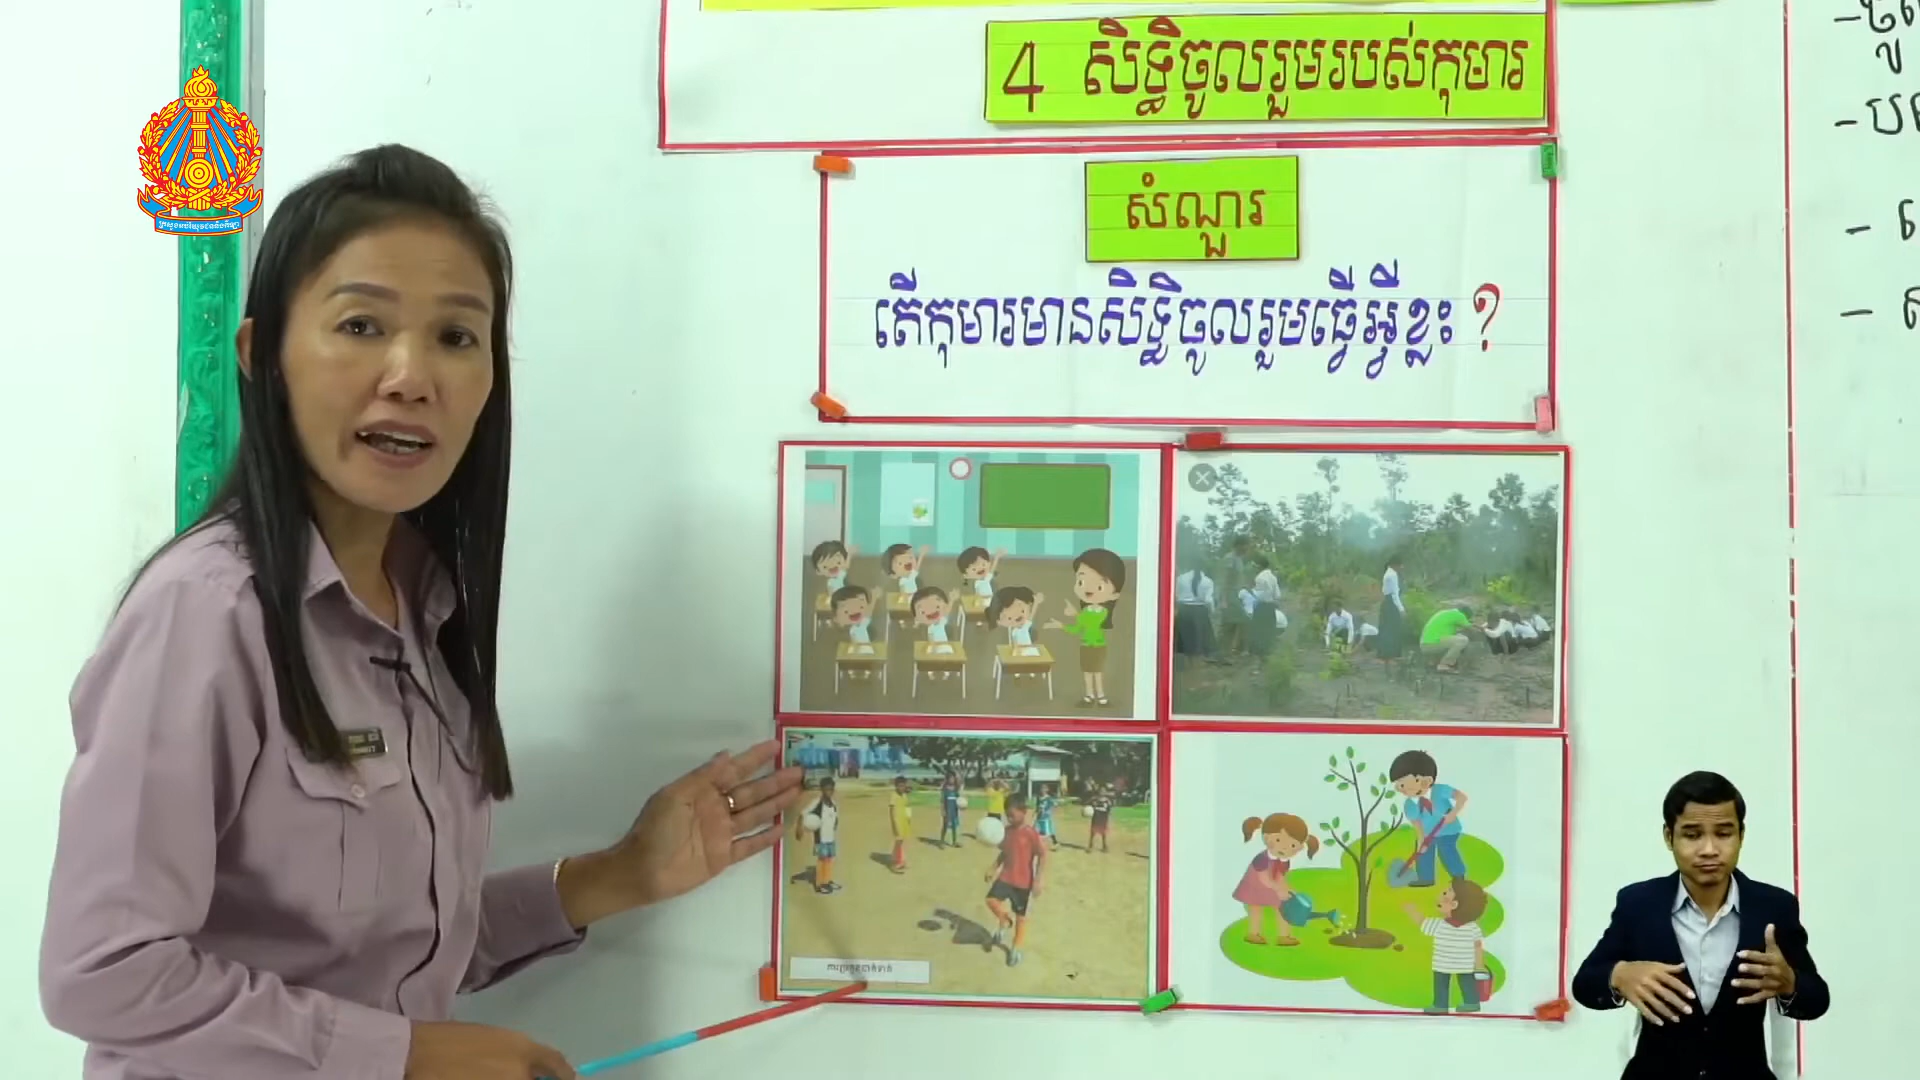 4 សិទ្ធិចូលរួមរបស់កុមារ
សំណួរ
តើកុមារមានសិទ្ធិចូលរួមធ្វើអ្វីខ្លះ ?